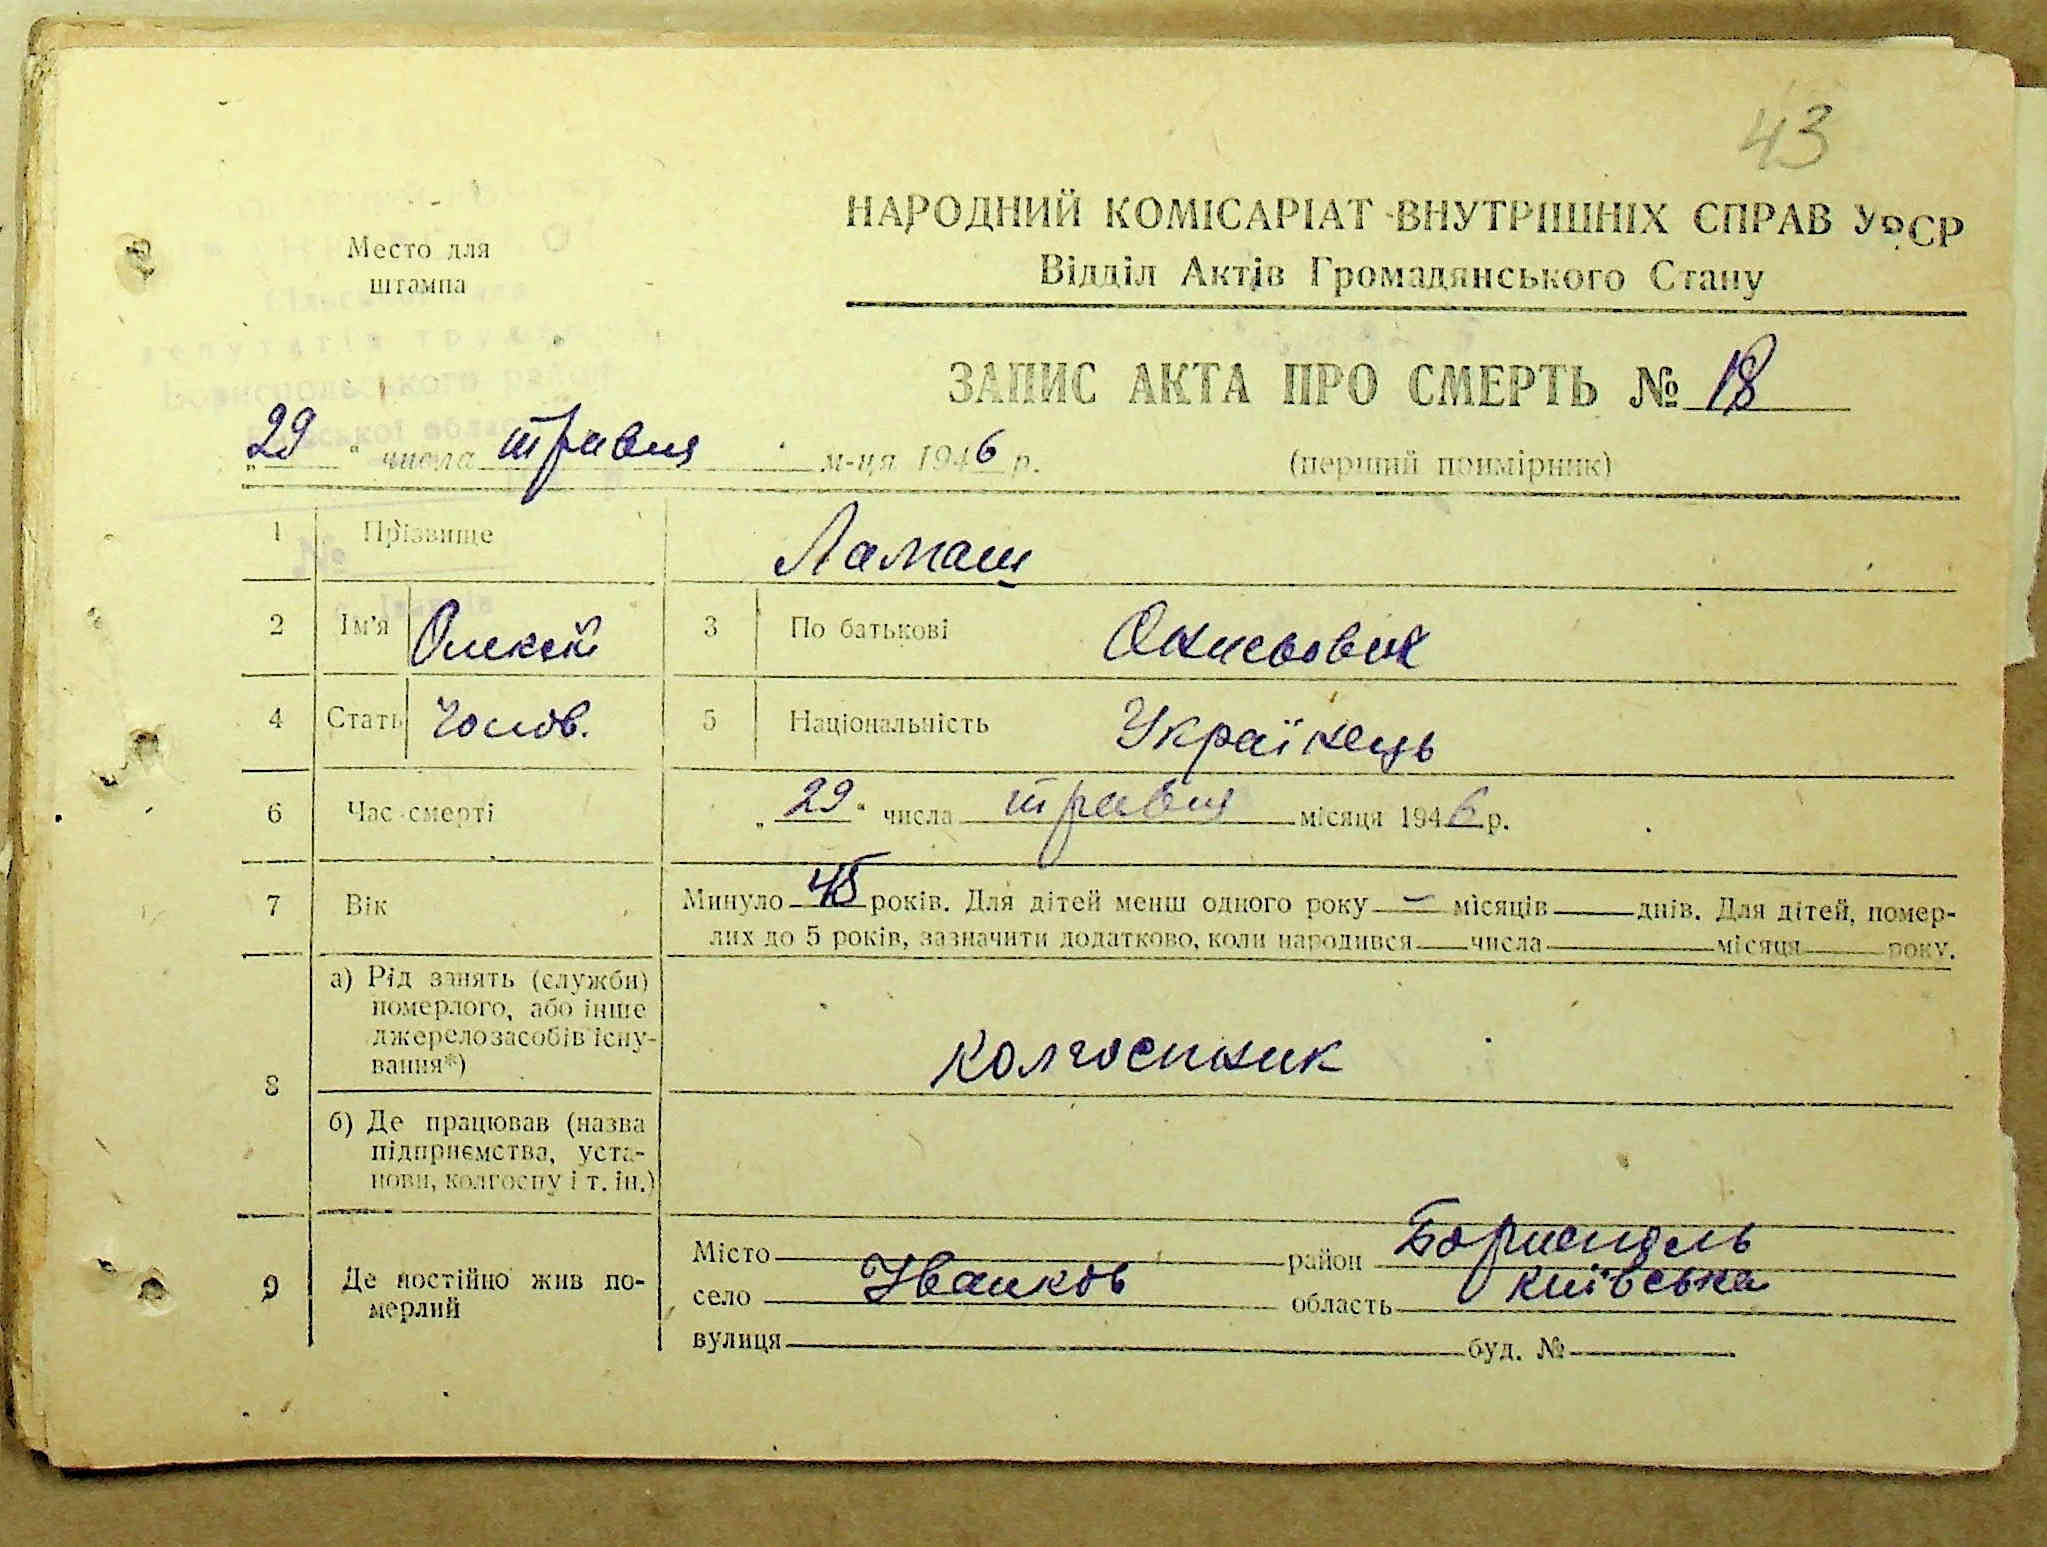 43
НАРОДНИЙ КОМІСАРІАТ ВНУТРІШНІХ СПРАВ УРСР
Відділ Актів Громадянського Стану
Место для
штампа
ЗАПИС АКТА ПРО СМЕРТЬ № 18
„29“ числа травня м-ця 1946 р.
(перший примірник)
1 Прізвище Ламаш
2 Ім'я Олексій 3 По батькові
4 Стать Чолов. 5 Національність Українець
6 Час смерті „29“ числа травня місяця 1946 р.
7 Вік Минуло 45 років. Для дітей менш одного року — місяців днів. Для дітей, помер-
лих до 5 років, зазначити додатково, коли народився числа місяця року.
8 а) Рід занять (служби)
померлого, або інше
джерело засобів існу-
вання*)
колгоспник
б) Де працював (назва
підприємства, уста-
нови, колгоспу і т. ін.)
9 Де постійно жив по-
мерлий
Місто район Бориспöль
село Іванков область київська
вулиця буд. №